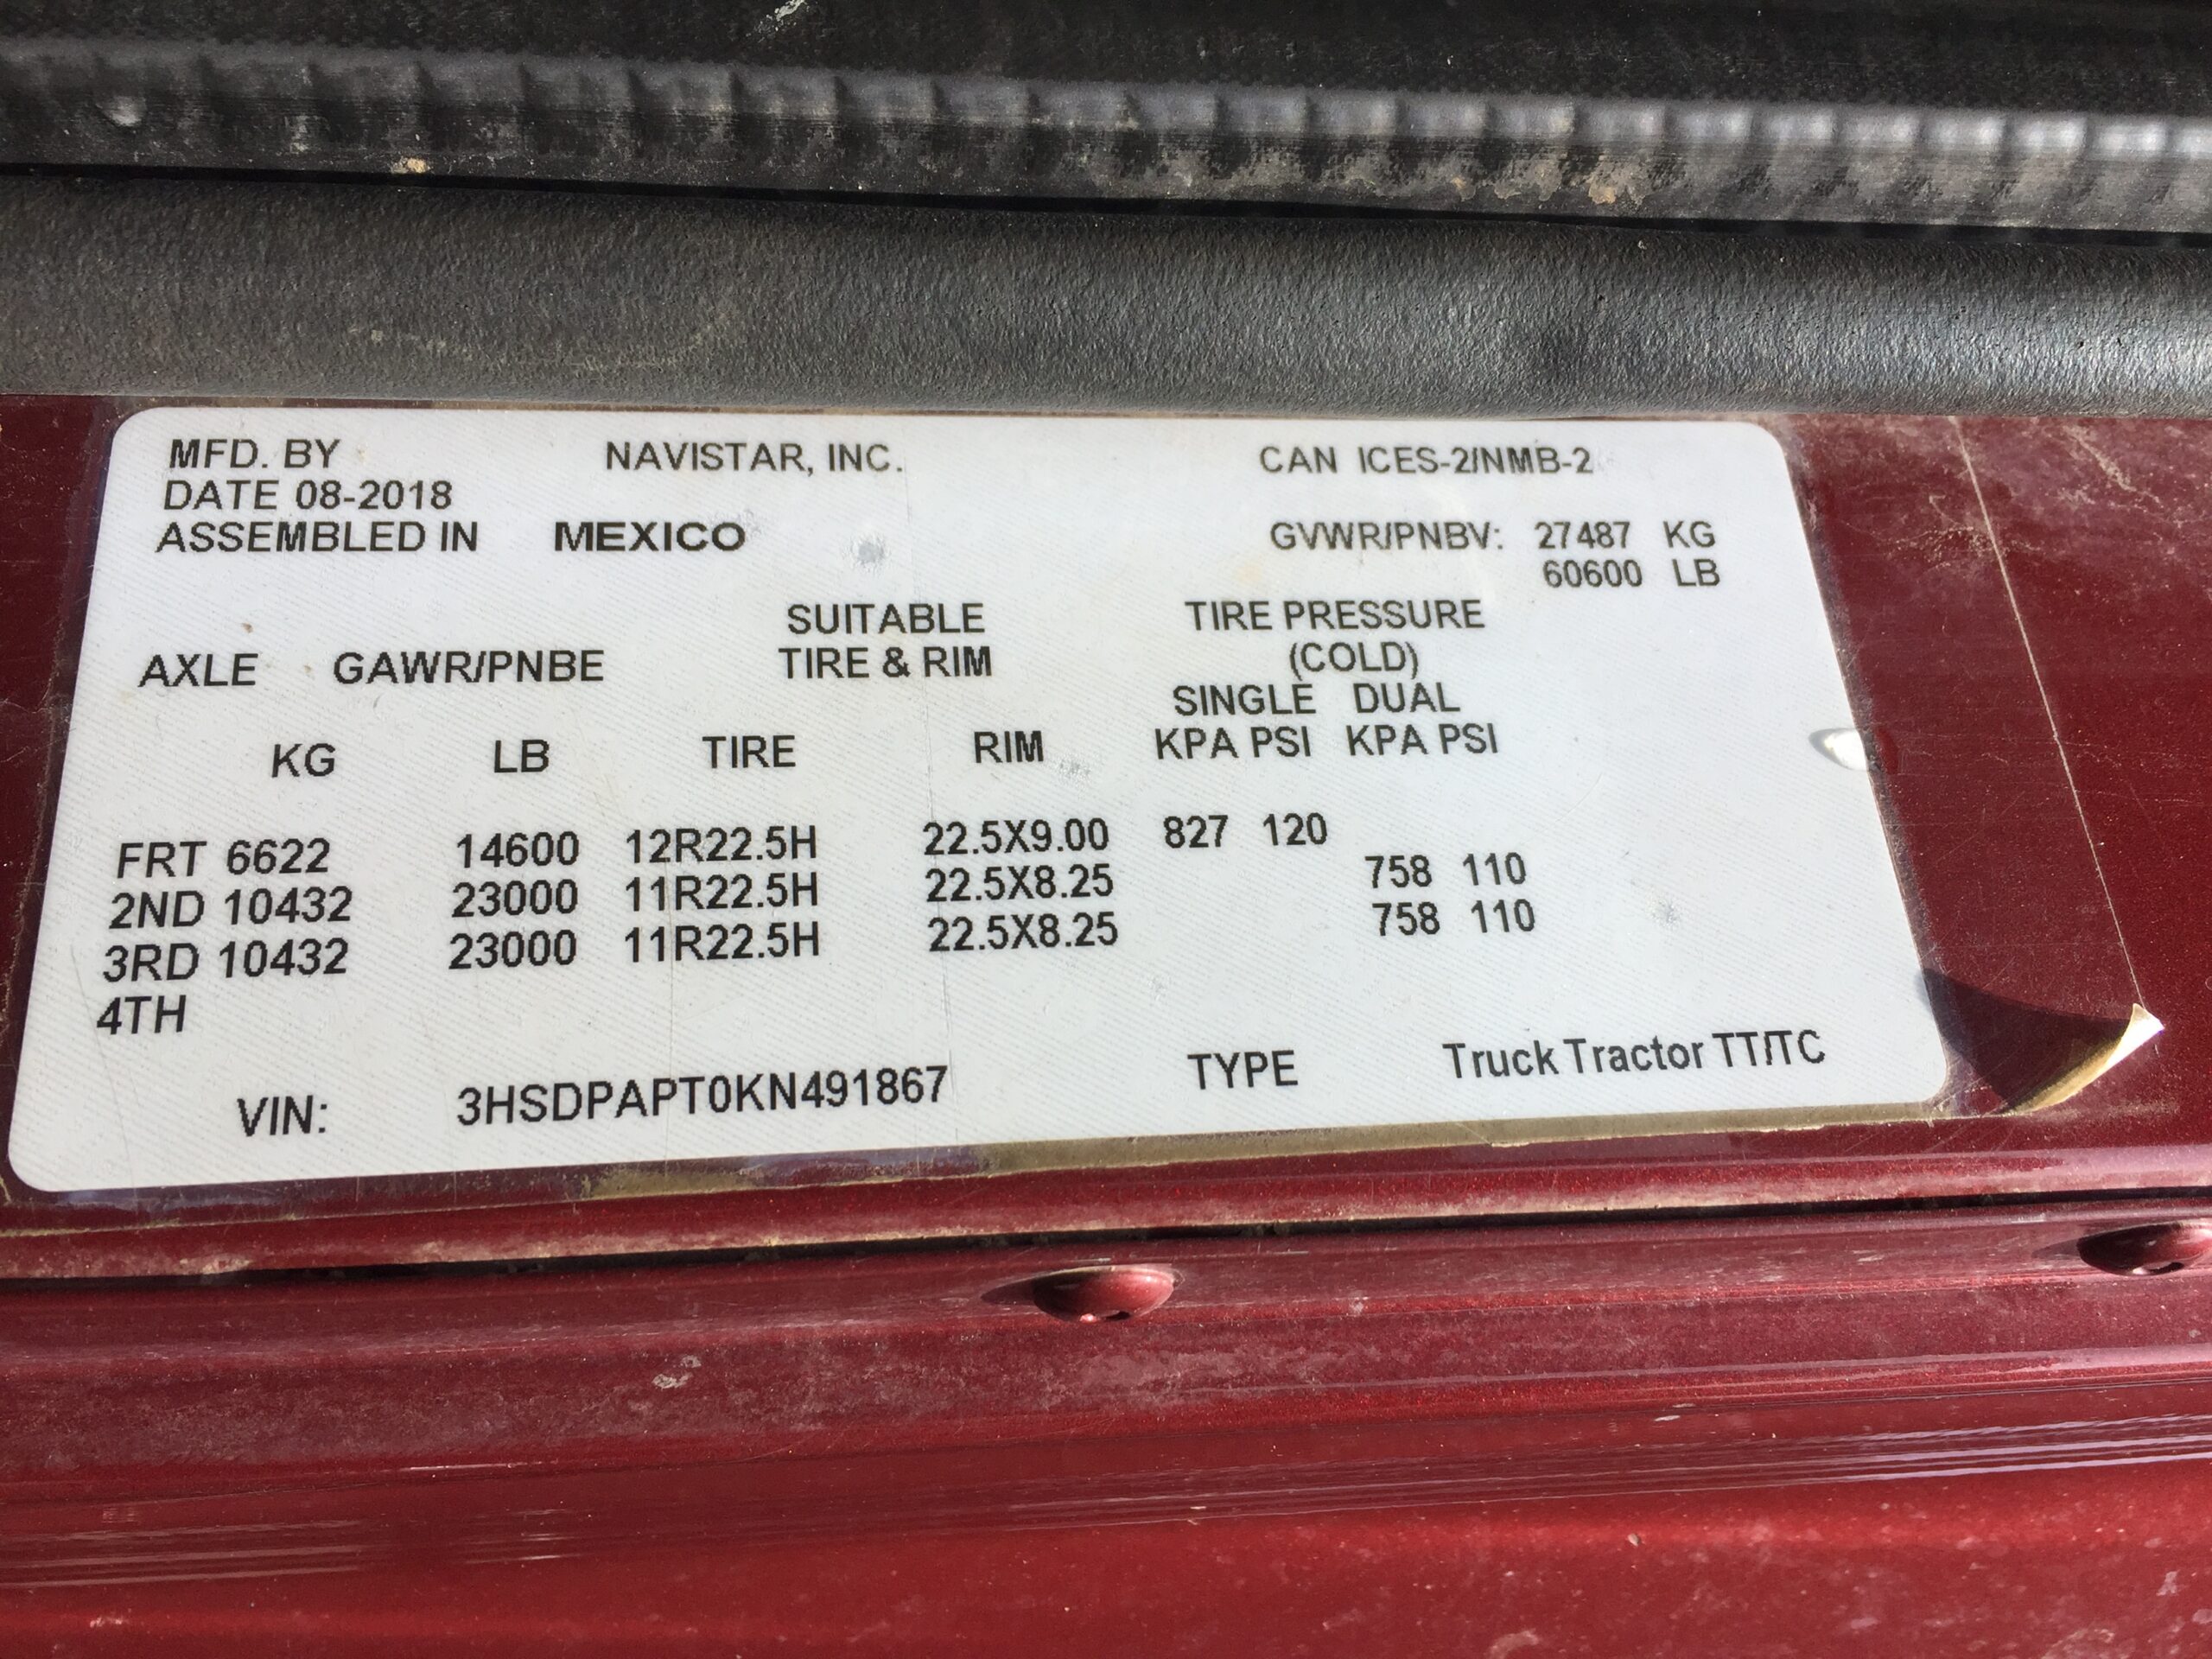 MFD. BY NAVISTAR, INC. CAN ICES-2/NMB-2
DATE 08-2018
ASSEMBLED IN MEXICO GVWR/PNBV: 27487 KG
60600 LB
SUITABLE TIRE PRESSURE
AXLE GAWR/PNBE TIRE & RIM (COLD)
SINGLE DUAL
KG LB TIRE RIM KPA PSI KPA PSI
FRT 6622 14600 12R22.5H 22.5X9.00 827 120
2ND 10432 23000 11R22.5H 22.5X8.25 758 110
3RD 10432 23000 11R22.5H 22.5X8.25 758 110
4TH
VIN: 3HSDPAPT0KN491867 TYPE Truck Tractor TT/TC